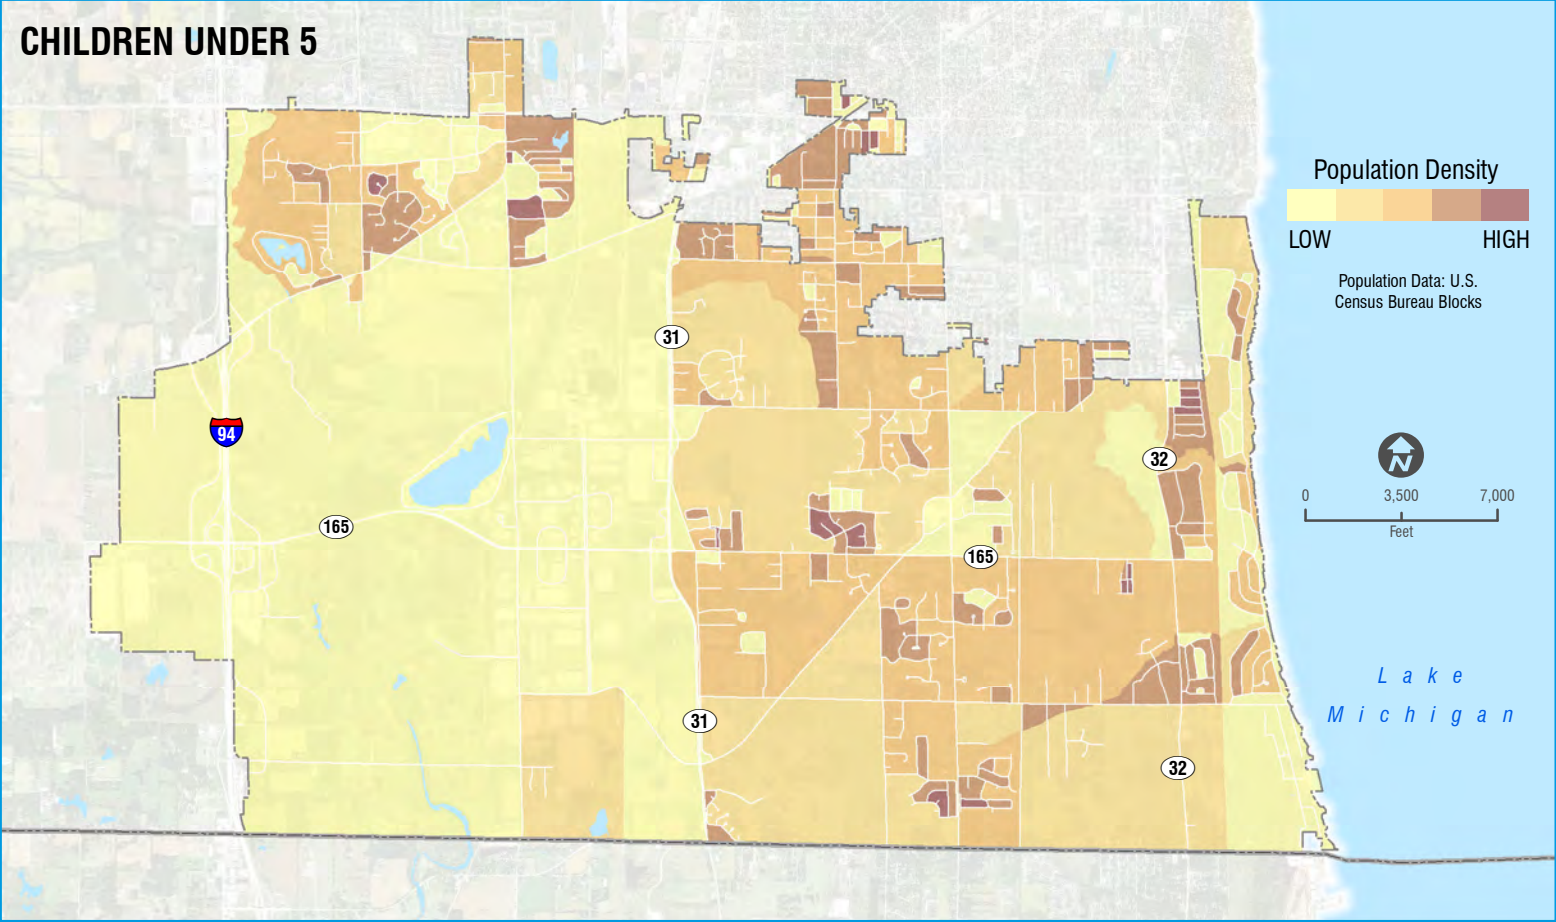 CHILDREN UNDER 5
Population Density
LOW HIGH
Population Data: U.S.
Census Bureau Blocks
31
94
32
N
0 3,500 7,000
Feet
165
165
Lake
Michigan
31
32